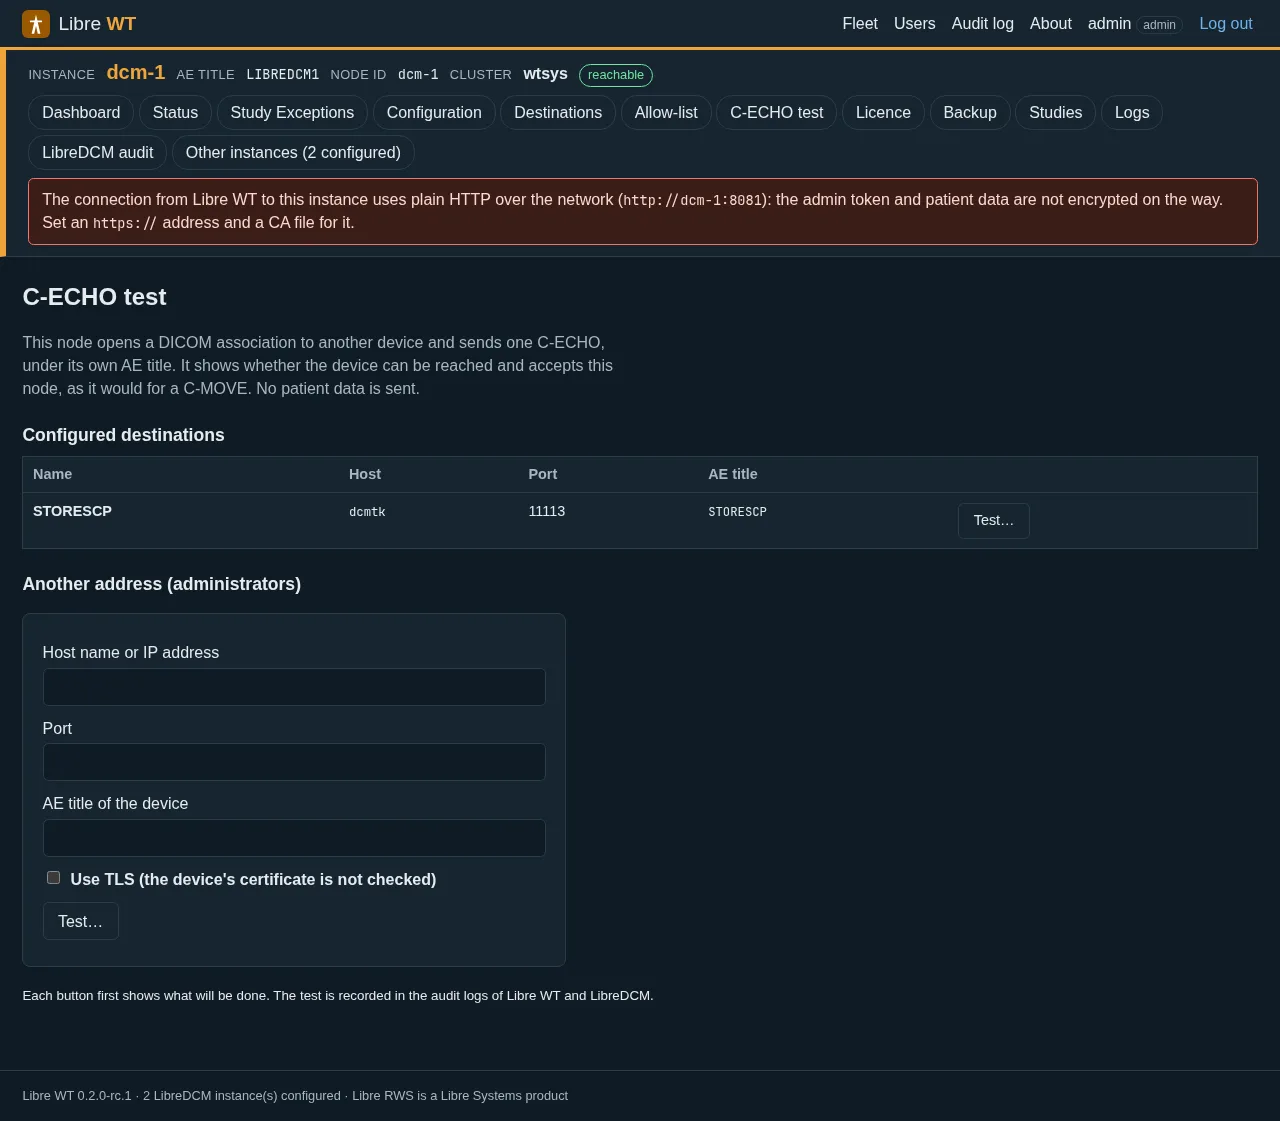 Libre WT
Fleet Users Audit log About admin admin Log out
INSTANCE dcm-1 AE TITLE LIBREDCM1 NODE ID dcm-1 CLUSTER wtsys reachable
Dashboard Status Study Exceptions Configuration Destinations Allow-list C-ECHO test Licence Backup Studies Logs
LibreDCM audit Other instances (2 configured)
The connection from Libre WT to this instance uses plain HTTP over the network (http://dcm-1:8081): the admin token and patient data are not encrypted on the way.
Set an https:// address and a CA file for it.
C-ECHO test
This node opens a DICOM association to another device and sends one C-ECHO,
under its own AE title. It shows whether the device can be reached and accepts this
node, as it would for a C-MOVE. No patient data is sent.
Configured destinations
Name Host Port AE title
STORESCP dcmtk 11113 STORESCP Test…
Another address (administrators)
Host name or IP address
Port
AE title of the device
Use TLS (the device's certificate is not checked)
Test…
Each button first shows what will be done. The test is recorded in the audit logs of Libre WT and LibreDCM.
Libre WT 0.2.0-rc.1 · 2 LibreDCM instance(s) configured · Libre RWS is a Libre Systems product